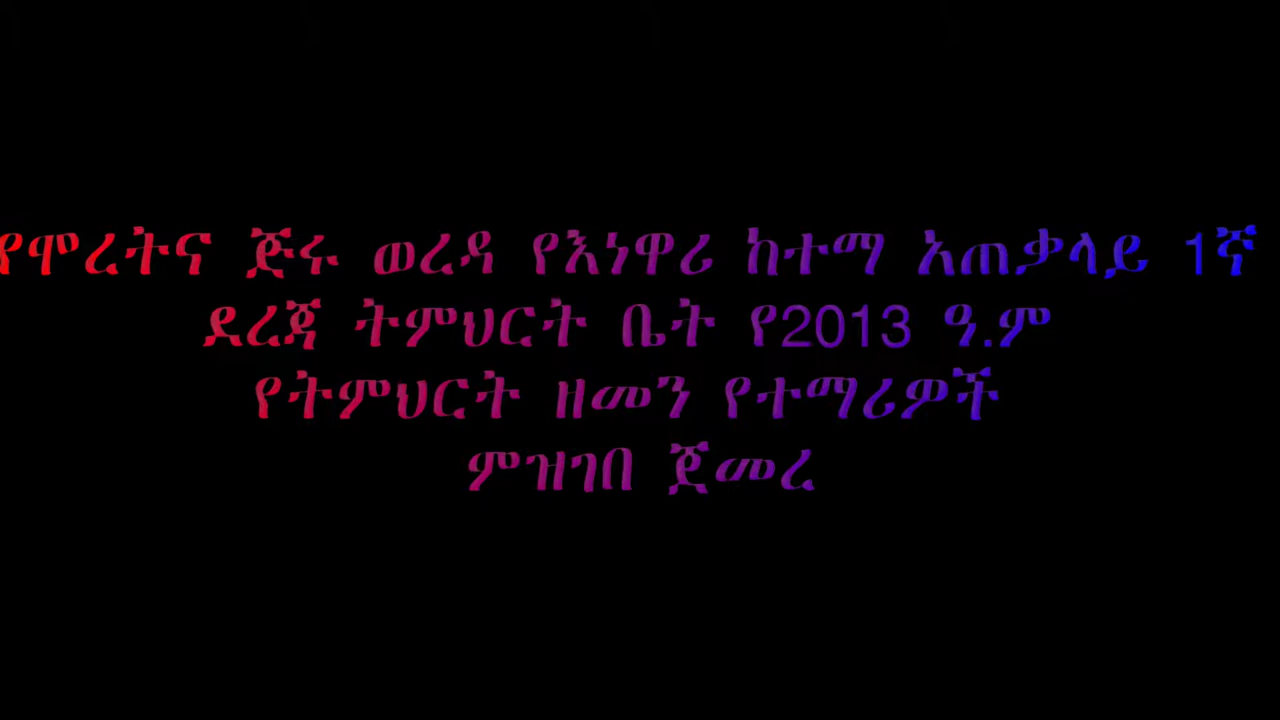 የሞረትና ጅሩ ወረዳ የእነዋሪ ከተማ አጠቃላይ 1ኛ
ደረጃ ትምህርት ቤት የ2013 ዓ.ም
የትምህርት ዘመን የተማሪዎች
ምዝገበ ጀመረ